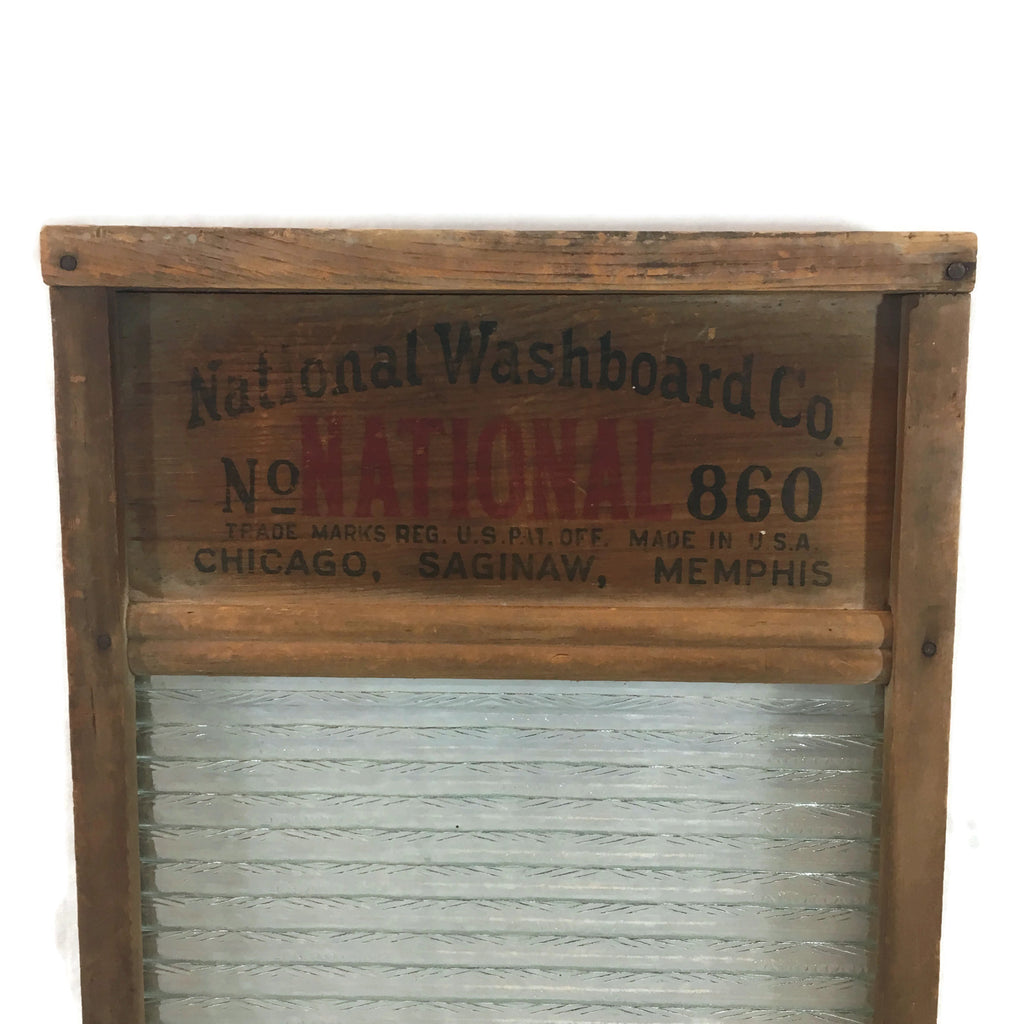 National Washboard Co.
No NATIONAL 860
TRADE MARKS REG. U.S. PAT. OFF. MADE IN U.S.A.
CHICAGO, SAGINAW, MEMPHIS